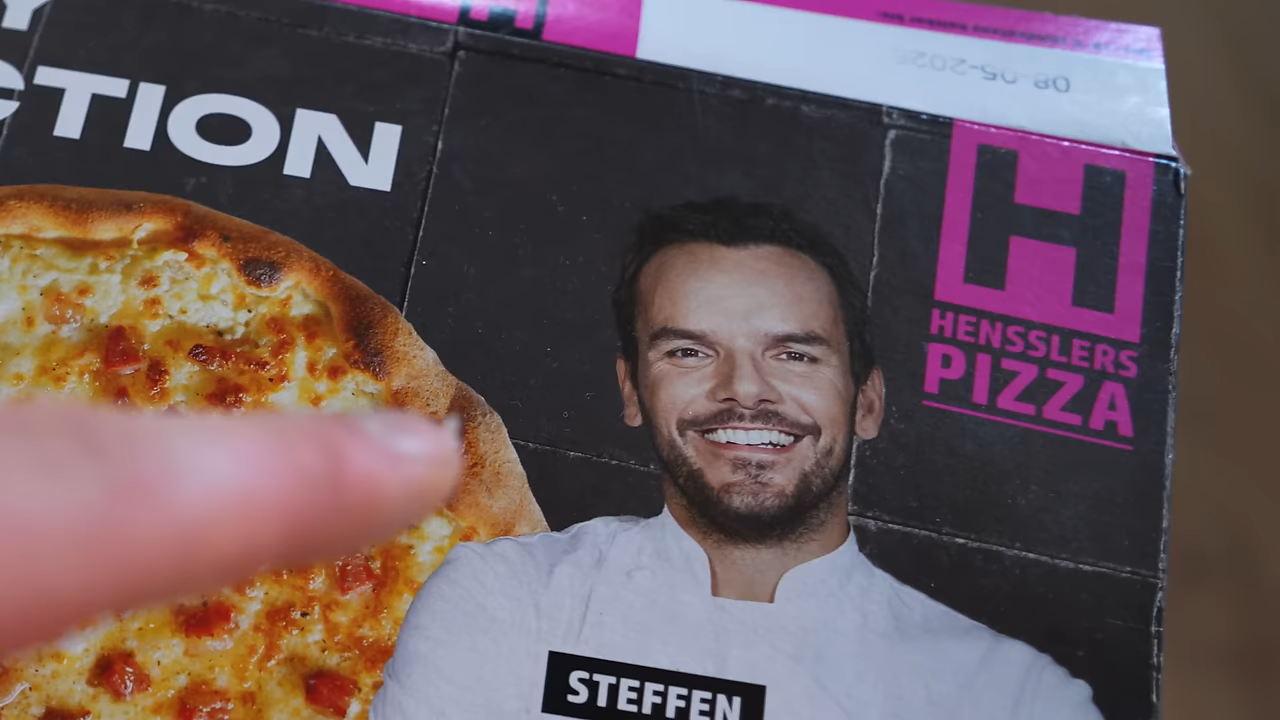 CTION
08-05-202
H
HENSSLERS
PIZZA
STEFFEN